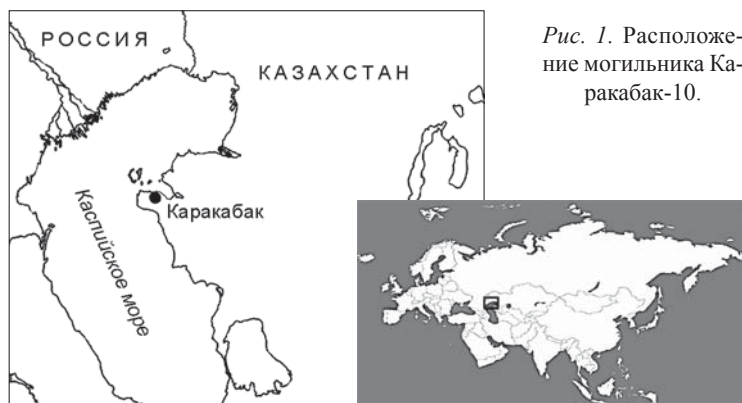 РОССИЯ
КАЗАХСТАН
Каспийское море
Каракабак
Рис. 1. Расположе-
ние могильника Ка-
ракабак-10.